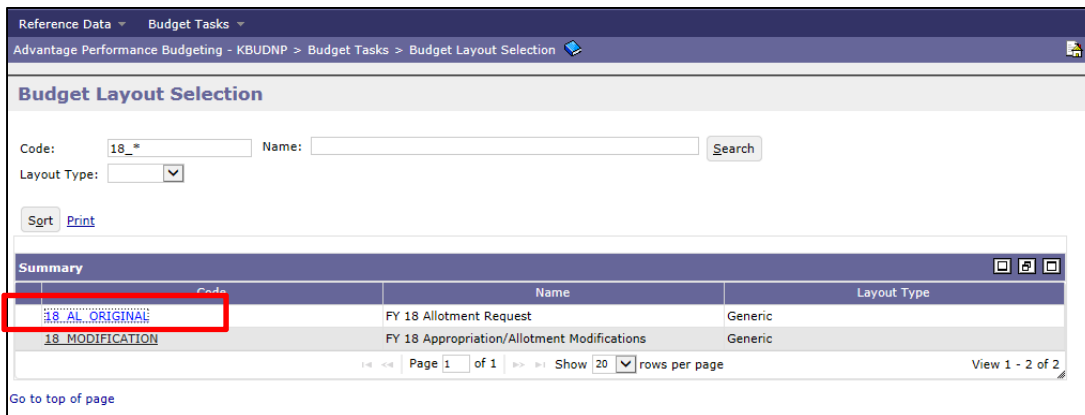 Reference Data Budget Tasks
Advantage Performance Budgeting - KBUDNP > Budget Tasks > Budget Layout Selection
Budget Layout Selection
Code: 18_* Name: Search
Layout Type:
Sort Print
Summary
Code Name Layout Type
18_AL_ORIGINAL FY 18 Allotment Request Generic
18_MODIFICATION FY 18 Appropriation/Allotment Modifications Generic
Page 1 of 1 Show 20 rows per page View 1 - 2 of 2
Go to top of page